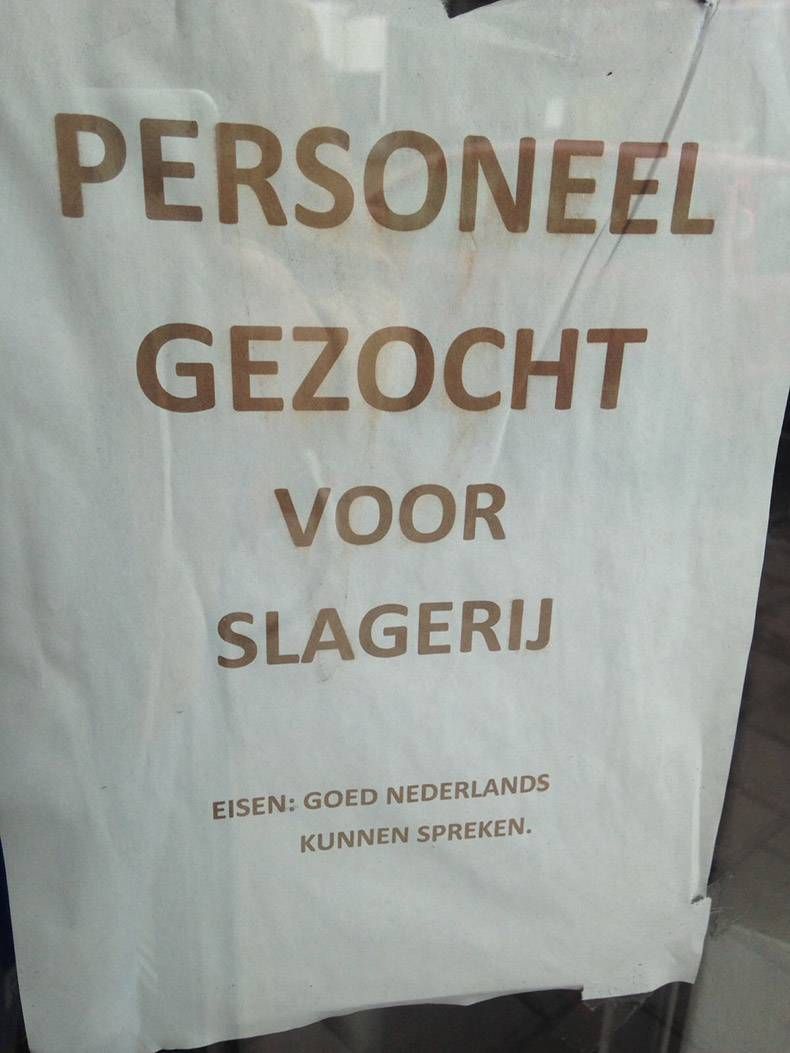 PERSONEEL
GEZOCHT
VOOR
SLAGERIJ
EISEN: GOED NEDERLANDS
KUNNEN SPREKEN.